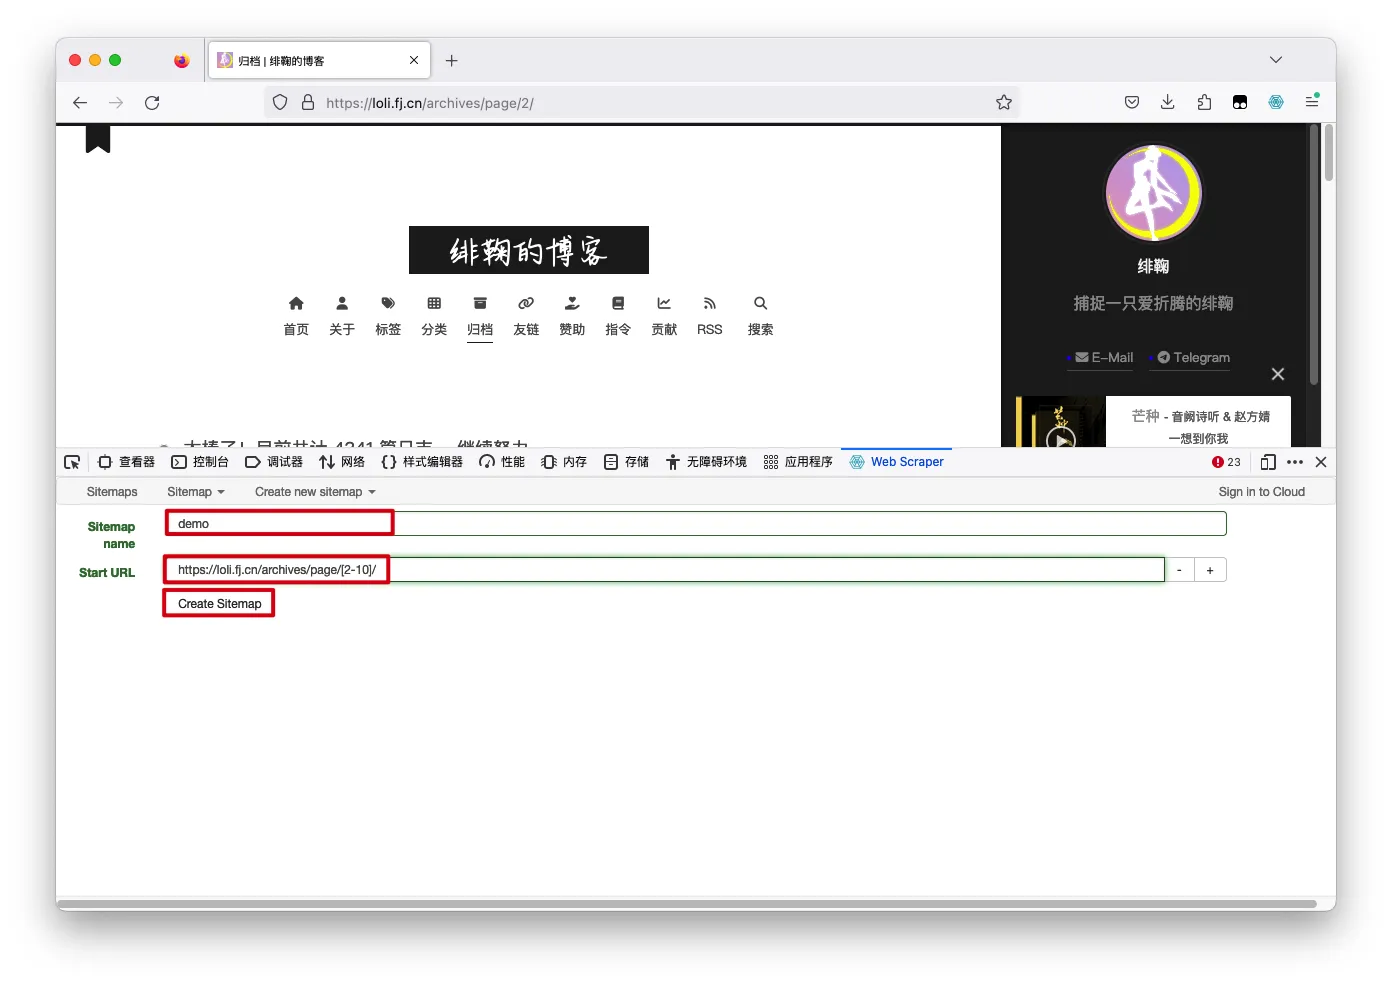 归档 | 绯鞠的博客
https://loli.fj.cn/archives/page/2/
绯鞠的博客
首页 关于 标签 分类 归档 友链 赞助 指令 贡献 RSS 搜索
绯鞠
捕捉一只爱折腾的绯鞠
E-Mail Telegram
芒种 - 音阙诗听 & 赵方婧
一想到你我
查看器 控制台 调试器 网络 样式编辑器 性能 内存 存储 无障碍环境 应用程序 Web Scraper 23
Sitemaps Sitemap Create new sitemap Sign in to Cloud
Sitemap name demo
Start URL https://loli.fj.cn/archives/page/[2-10]/ - +
Create Sitemap